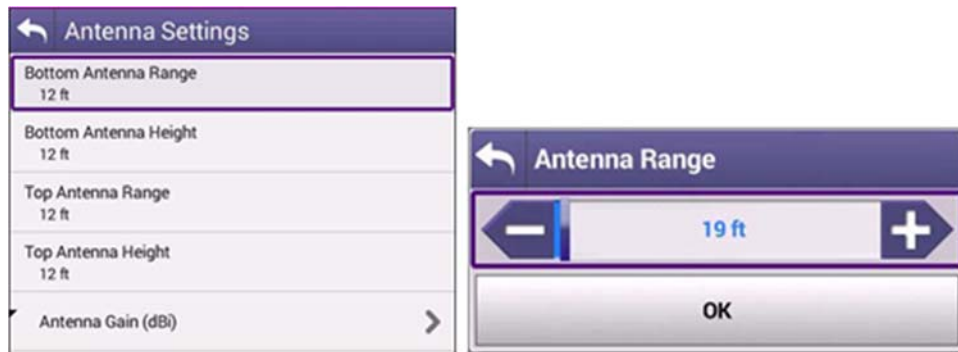 Antenna Settings
Bottom Antenna Range
12 ft
Bottom Antenna Height
12 ft
Top Antenna Range
12 ft
Top Antenna Height
12 ft
Antenna Gain (dBi)
Antenna Range
19 ft
OK